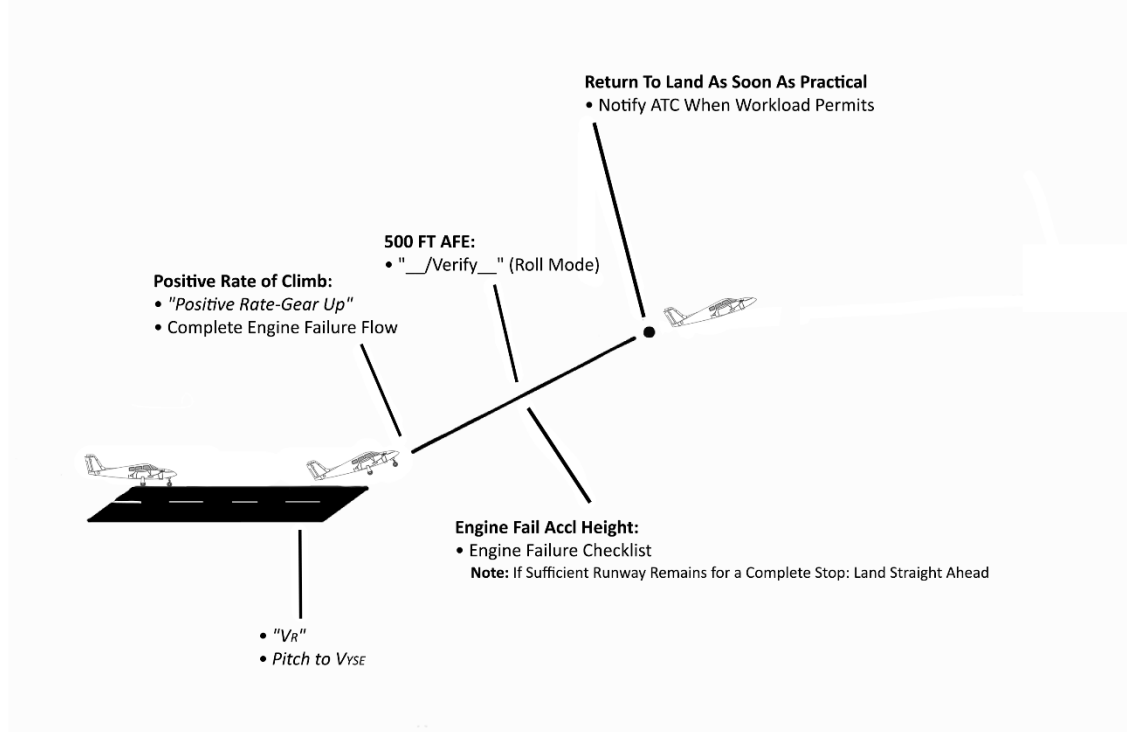 Return To Land As Soon As Practical
• Notify ATC When Workload Permits
500 FT AFE:
• "__/Verify__" (Roll Mode)
Positive Rate of Climb:
• "Positive Rate-Gear Up"
• Complete Engine Failure Flow
Engine Fail Accl Height:
• Engine Failure Checklist
Note: If Sufficient Runway Remains for a Complete Stop: Land Straight Ahead
• "VR"
• Pitch to VYSE